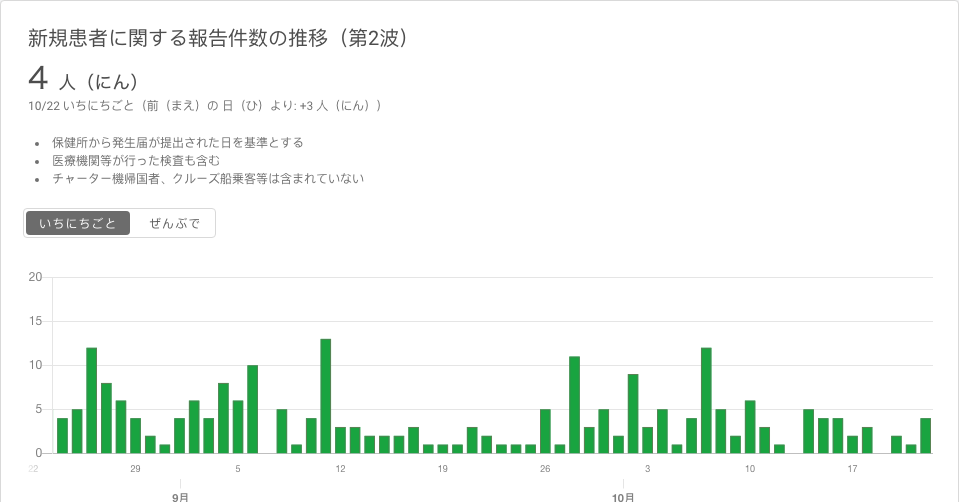 新規患者に関する報告件数の推移（第2波）
4 人（にん）
10/22 いちにちごと（前（まえ）の 日（ひ）より: +3 人（にん））
保健所から発生届が提出された日を基準とする
医療機関等が行った検査も含む
チャーター機帰国者、クルーズ船乗客等は含まれていない
いちにちごと ぜんぶで
20
15
10
5
0
22 29 5 12 19 26 3 10 17
9月 10月